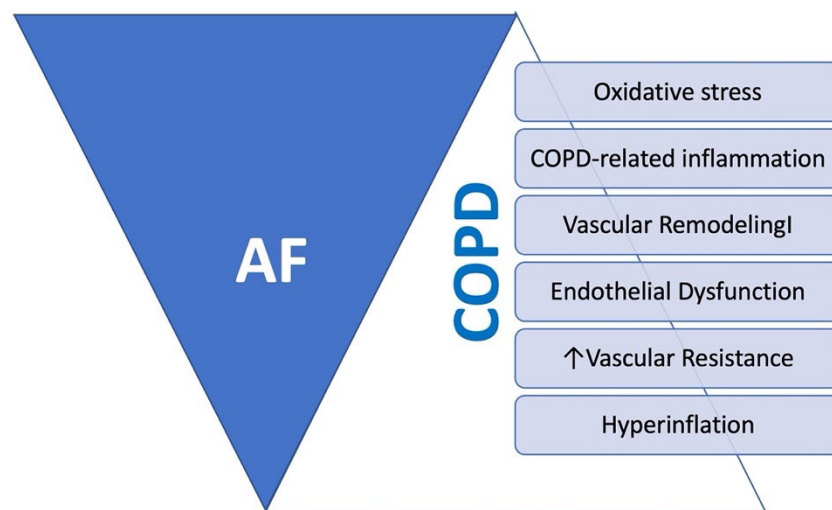 AF
COPD
Oxidative stress
COPD-related inflammation
Vascular RemodelingI
Endothelial Dysfunction
↑Vascular Resistance
Hyperinflation